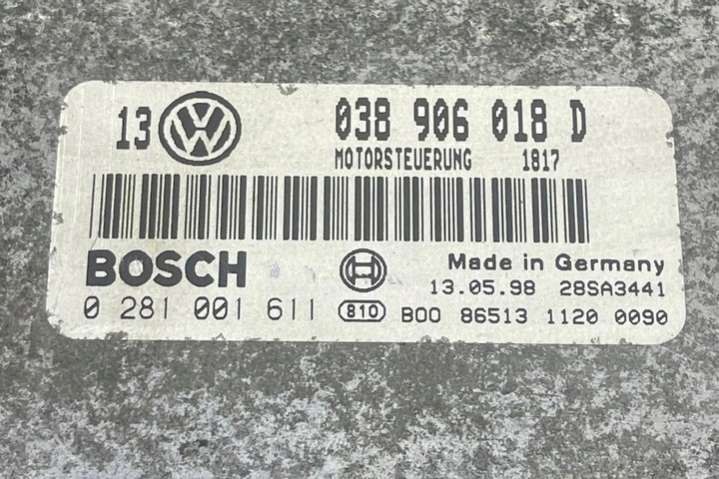 13 VW 038 906 018 D
MOTORSTEUERUNG 1817
BOSCH Made in Germany
13.05.98 28SA3441
0 281 001 611 810 B00 86513 1120 0090